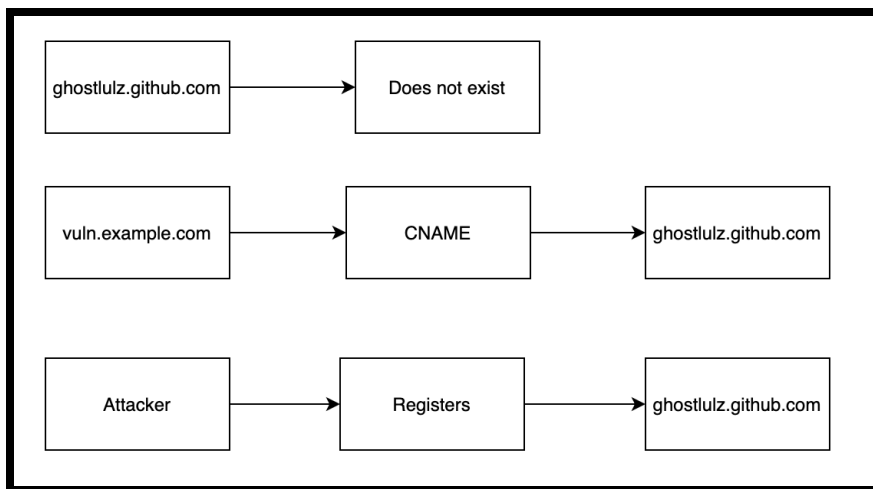 ghostlulz.github.com
Does not exist
vuln.example.com
CNAME
ghostlulz.github.com
Attacker
Registers
ghostlulz.github.com